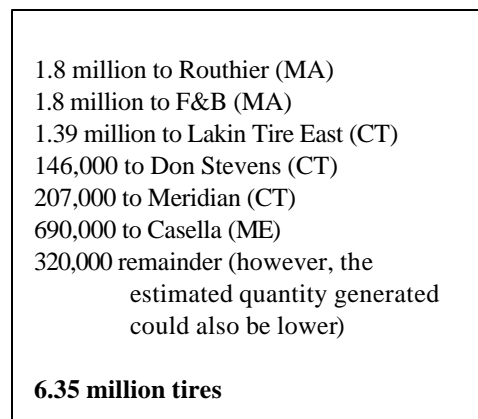 1.8 million to Routhier (MA)
1.8 million to F&B (MA)
1.39 million to Lakin Tire East (CT)
146,000 to Don Stevens (CT)
207,000 to Meridian (CT)
690,000 to Casella (ME)
320,000 remainder (however, the
estimated quantity generated
could also be lower)
6.35 million tires